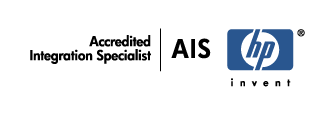 Accredited
Integration Specialist
AIS
hp
®
invent